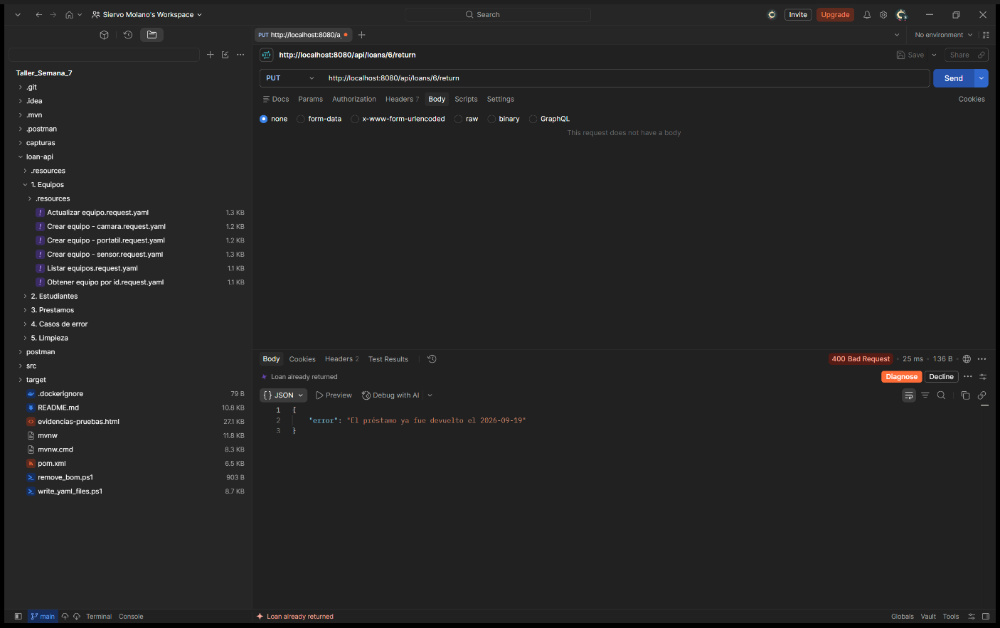 Siervo Molano's Workspace
Search
Invite
Upgrade
PUT http://localhost:8080/a
No environment
http://localhost:8080/api/loans/6/return
Save
Share
Taller_Semana_7
PUT
http://localhost:8080/api/loans/6/return
Send
.git
.idea
.mvn
.postman
capturas
loan-api
.resources
1. Equipos
.resources
Actualizar equipo.request.yaml 1.3 KB
Crear equipo - camara.request.yaml 1.2 KB
Crear equipo - portatil.request.yaml 1.2 KB
Crear equipo - sensor.request.yaml 1.3 KB
Listar equipos.request.yaml 1.1 KB
Obtener equipo por id.request.yaml 1.1 KB
2. Estudiantes
3. Prestamos
4. Casos de error
5. Limpieza
postman
src
target
.dockerignore 79 B
README.md 10.8 KB
evidencias-pruebas.html 27.1 KB
mvnw 11.8 KB
mvnw.cmd 8.3 KB
pom.xml 6.5 KB
remove_bom.ps1 903 B
write_yaml_files.ps1 8.7 KB
Docs Params Authorization Headers 7 Body Scripts Settings Cookies
none form-data x-www-form-urlencoded raw binary GraphQL
This request does not have a body
Body Cookies Headers 2 Test Results 400 Bad Request 25 ms 136 B
Loan already returned Diagnose Decline
{} JSON Preview Debug with AI
1 {
2 "error": "El préstamo ya fue devuelto el 2026-09-19"
3 }
main Terminal Console Loan already returned Globals Vault Tools